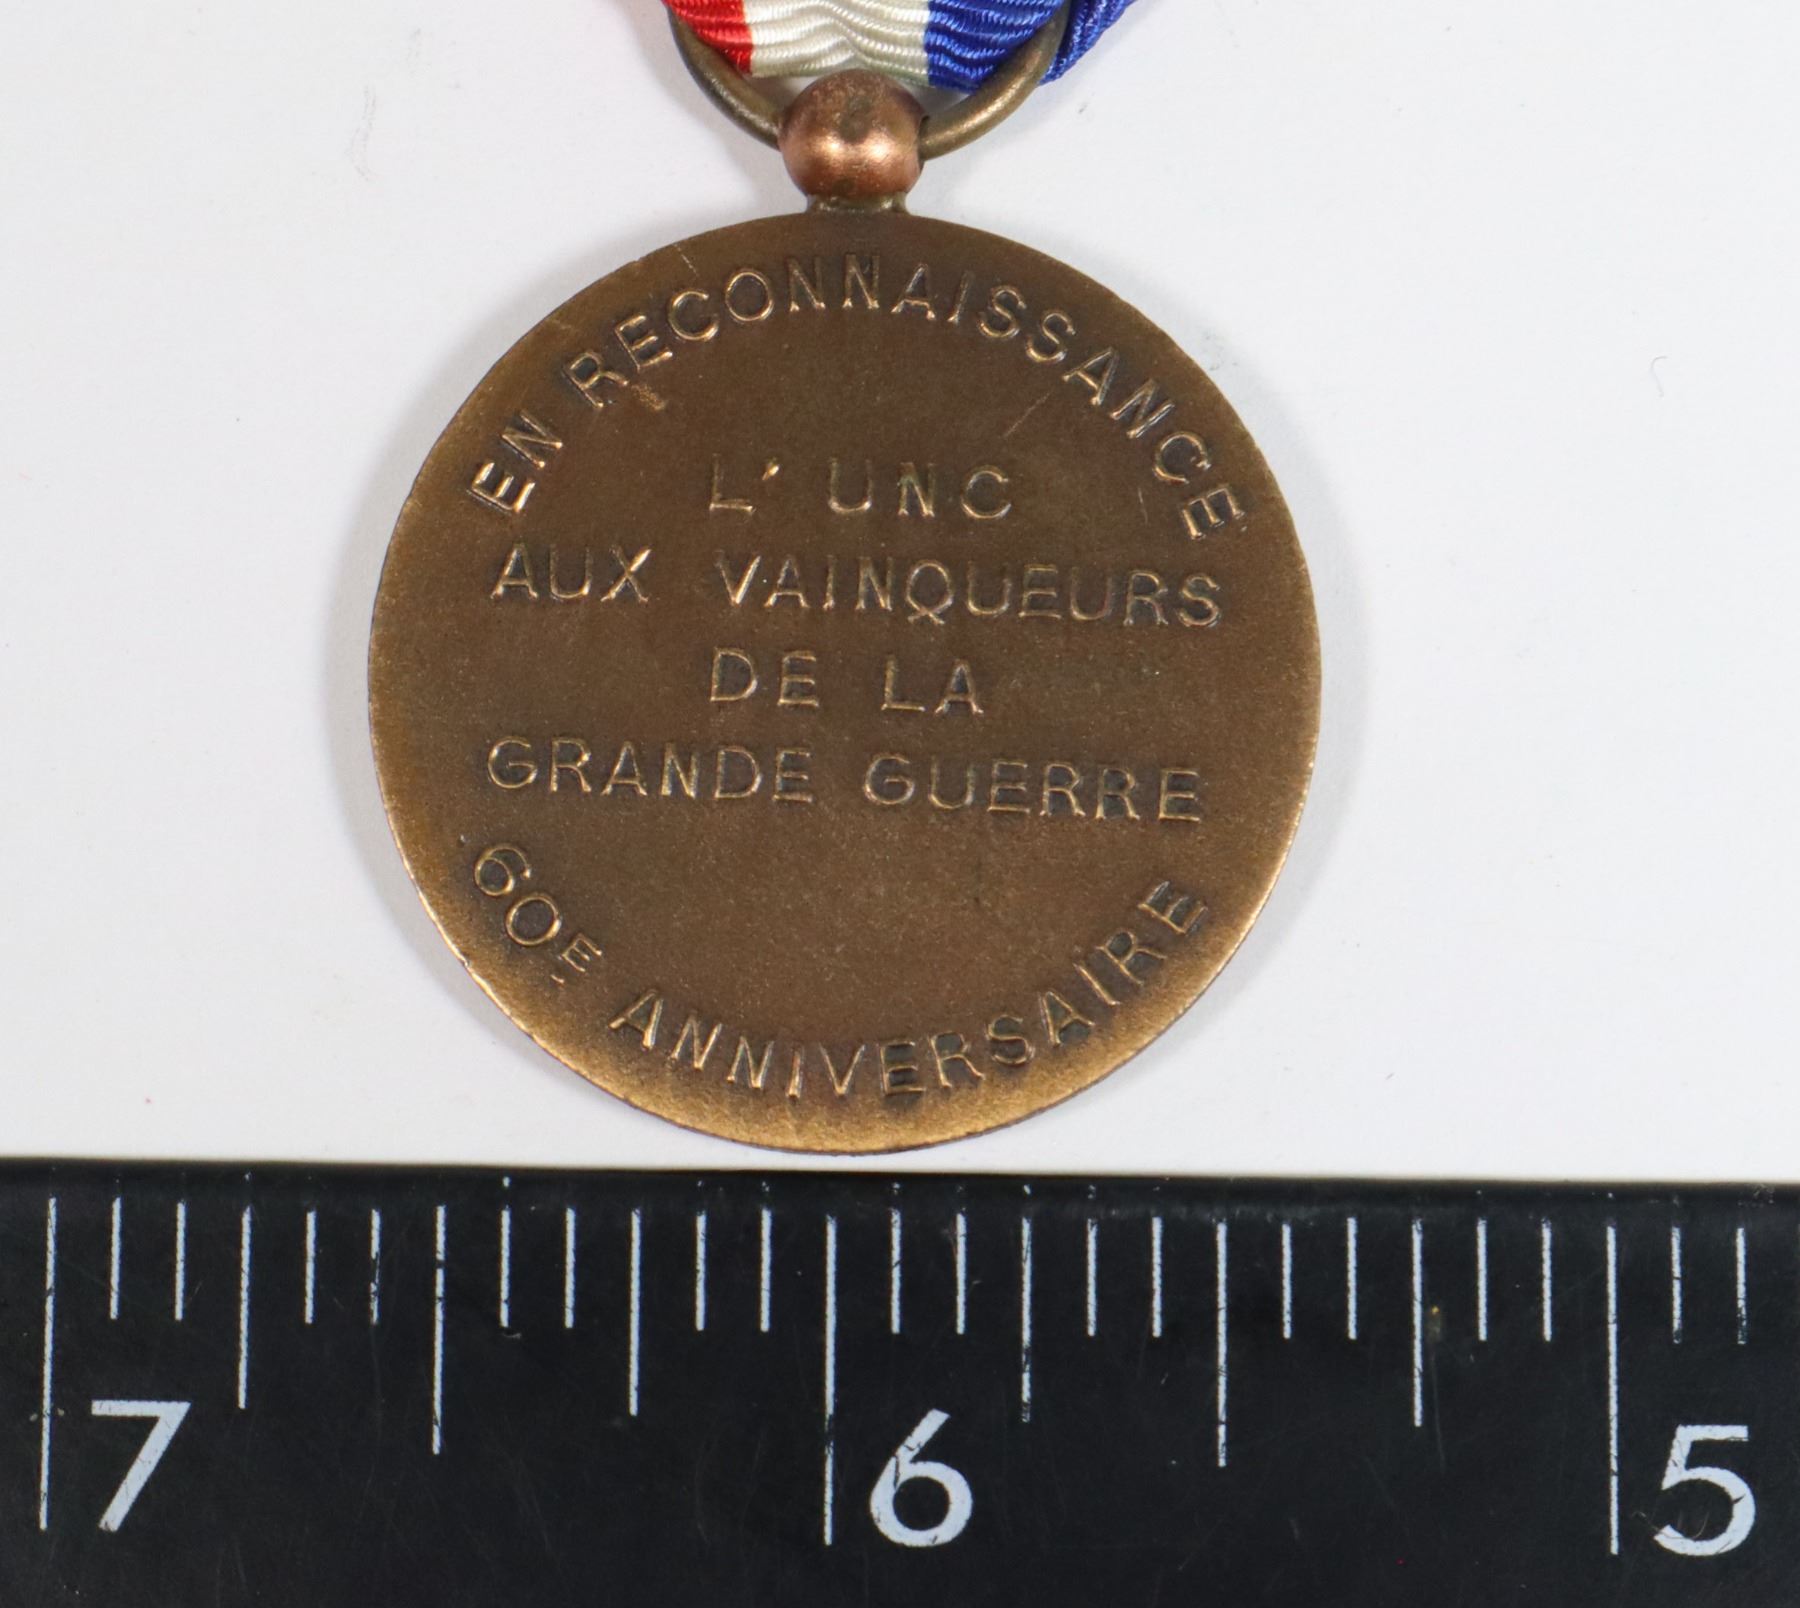 EN RECONNAISSANCE
L' UNC
AUX VAINQUEURS
DE LA
GRANDE GUERRE
60E ANNIVERSAIRE
7 6 5